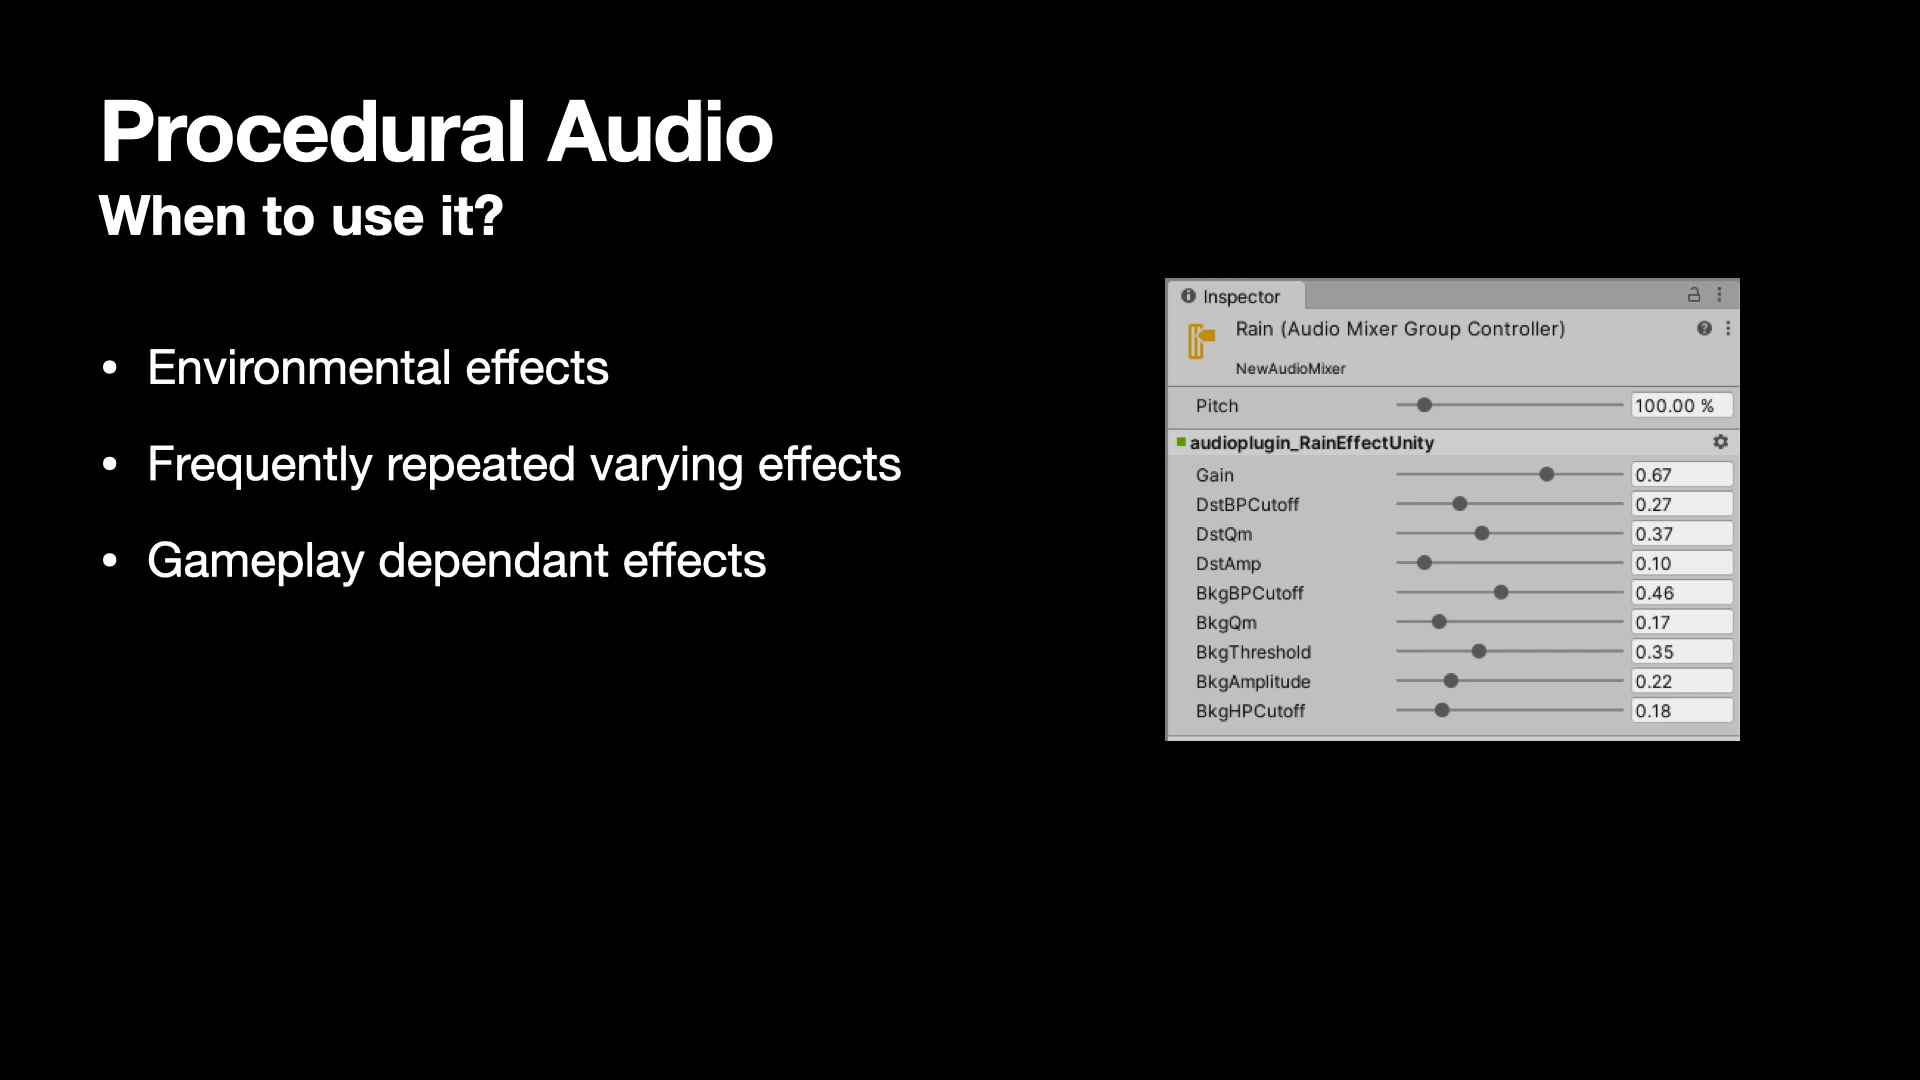 Procedural Audio
When to use it?
• Environmental effects
• Frequently repeated varying effects
• Gameplay dependant effects
Inspector
Rain (Audio Mixer Group Controller)
NewAudioMixer
Pitch 100.00 %
audioplugin_RainEffectUnity
Gain 0.67
DstBPCutoff 0.27
DstQm 0.37
DstAmp 0.10
BkgBPCutoff 0.46
BkgQm 0.17
BkgThreshold 0.35
BkgAmplitude 0.22
BkgHPCutoff 0.18